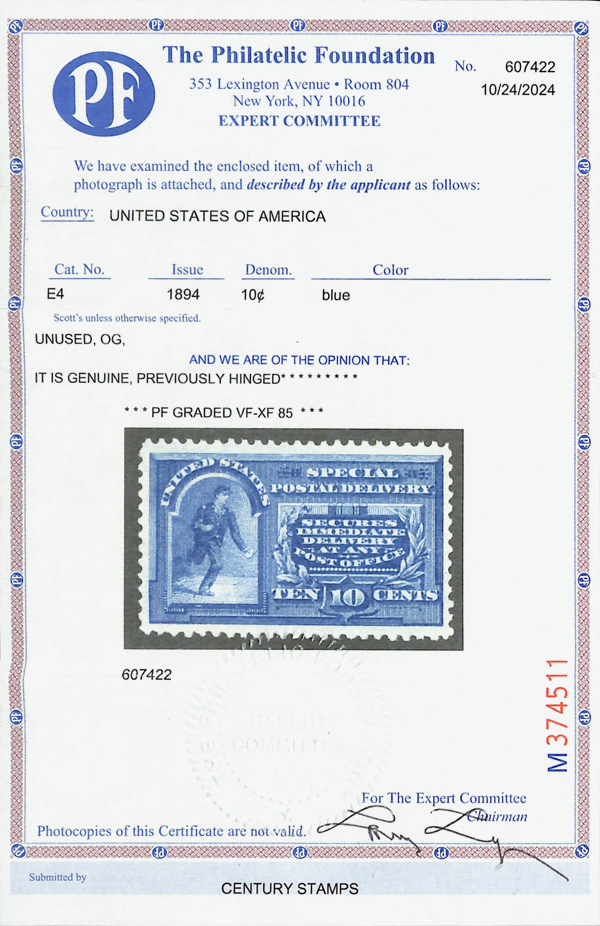 PF
The Philatelic Foundation
353 Lexington Avenue • Room 804
New York, NY 10016
EXPERT COMMITTEE
No. 607422
10/24/2024
We have examined the enclosed item, of which a
photograph is attached, and described by the applicant as follows:
Country: UNITED STATES OF AMERICA
Cat. No. Issue Denom. Color
E4 1894 10¢ blue
Scott's unless otherwise specified.
UNUSED, OG,
AND WE ARE OF THE OPINION THAT:
IT IS GENUINE, PREVIOUSLY HINGED* * * * * * * * *
* * * PF GRADED VF-XF 85 * * *
UNITED STATES
SPECIAL
POSTAL DELIVERY
SECURES
IMMEDIATE
DELIVERY
AT ANY
POST OFFICE
TEN 10 CENTS
607422
M 374511
For The Expert Committee
Chairman
Photocopies of this Certificate are not valid.
Submitted by
CENTURY STAMPS